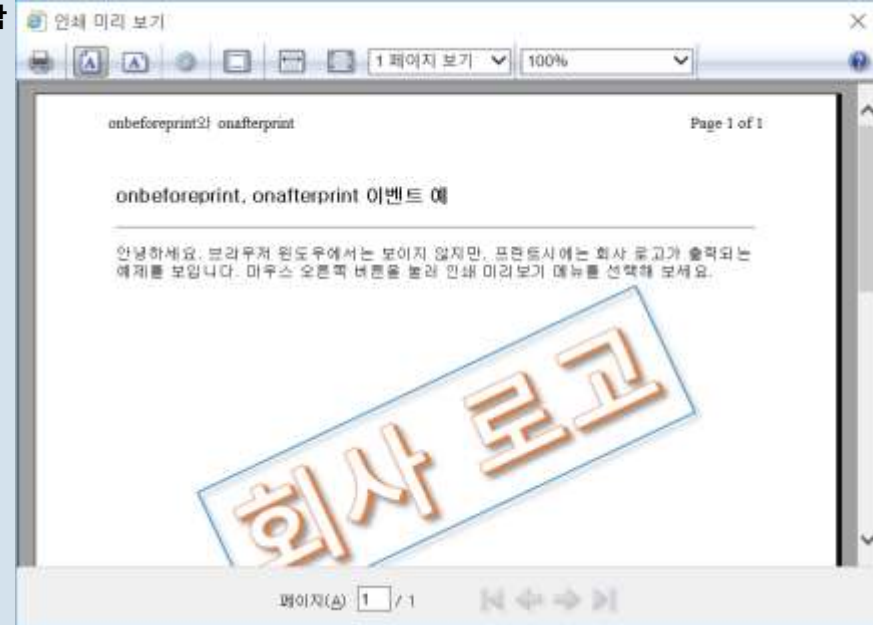 인쇄 미리 보기
1 페이지 보기 100%
onbeforeprint와 onafterprint Page 1 of 1
onbeforeprint, onafterprint 이벤트 예
안녕하세요. 브라우저 윈도우에서는 보이지 않지만, 프린트시에는 회사 로고가 출력되는
예제를 보입니다. 마우스 오른쪽 버튼을 눌러 인쇄 미리보기 메뉴를 선택해 보세요.
회사 로고
페이지(A) 1 / 1